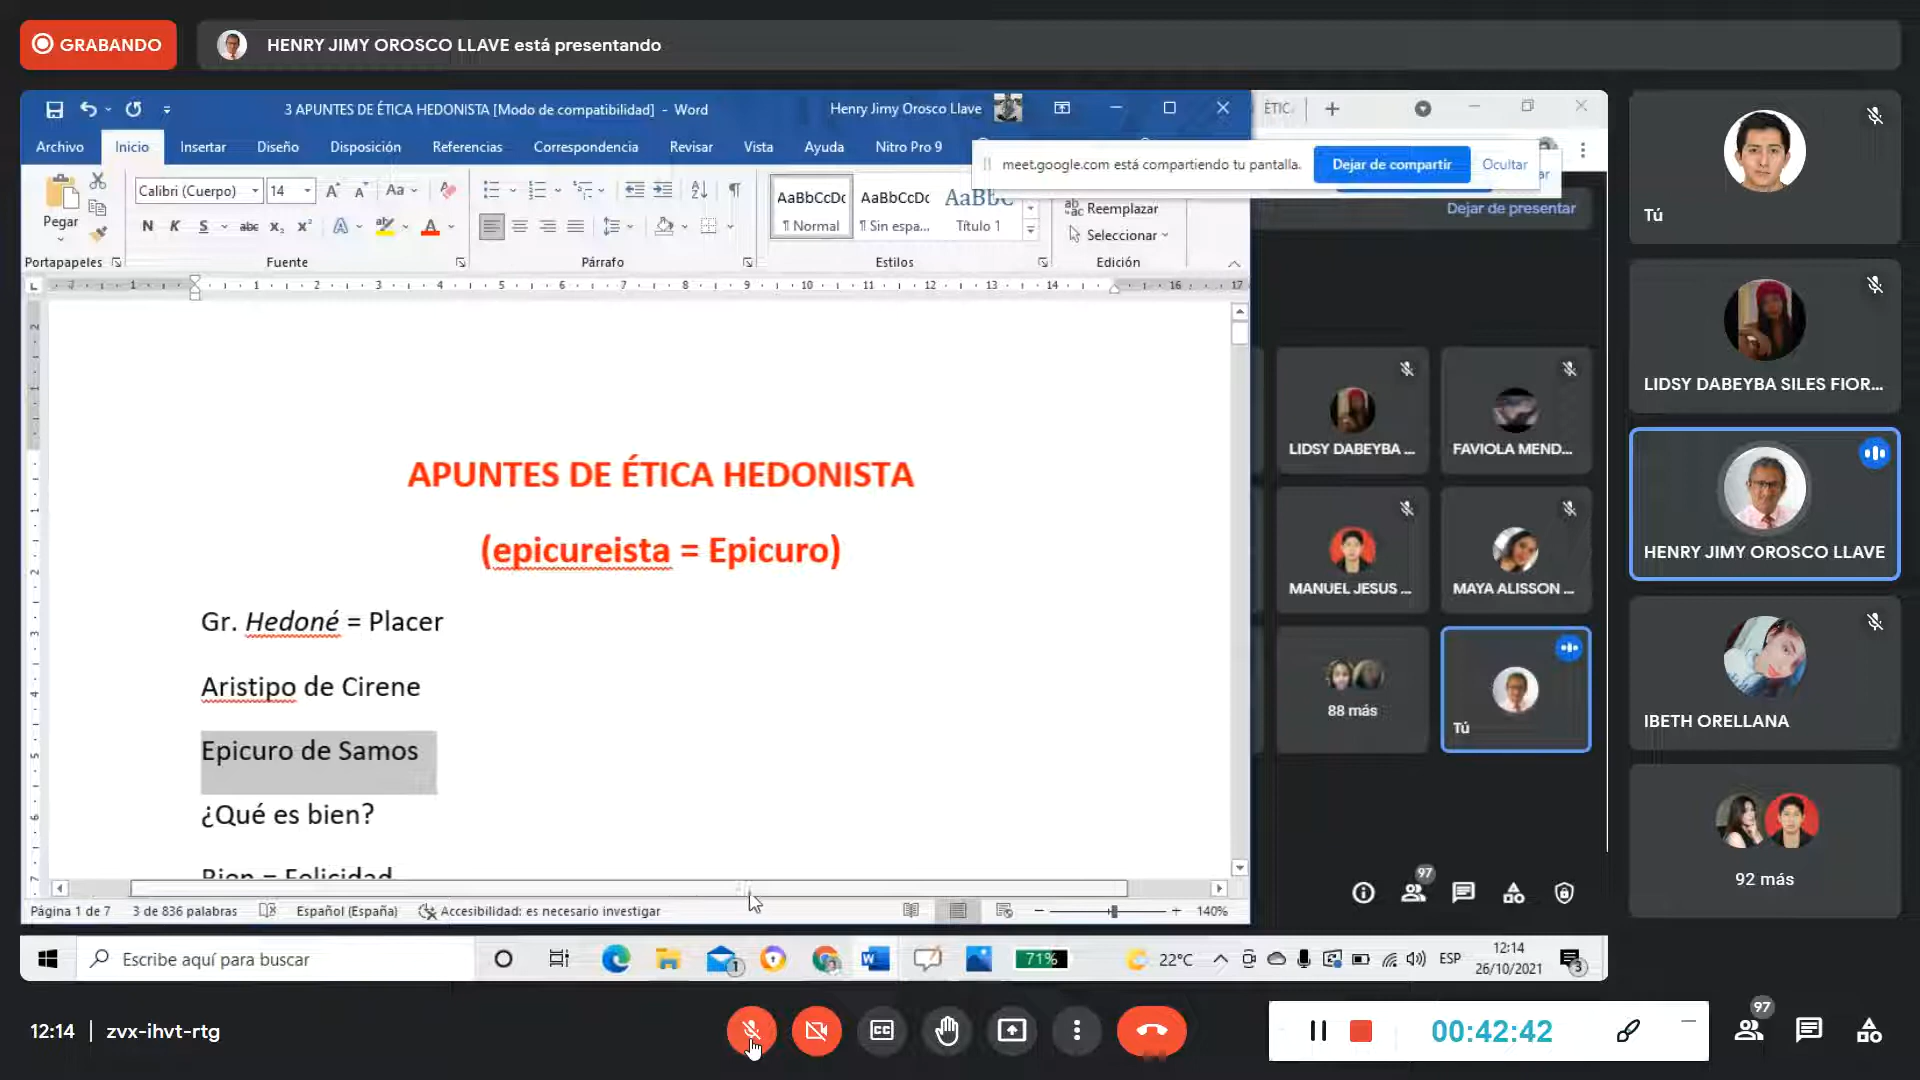 GRABANDO
HENRY JIMY OROSCO LLAVE está presentando
3 APUNTES DE ÉTICA HEDONISTA [Modo de compatibilidad] - Word
Henry Jimy Orosco Llave
Archivo Inicio Insertar Diseño Disposición Referencias Correspondencia Revisar Vista Ayuda Nitro Pro 9
meet.google.com está compartiendo tu pantalla. Dejar de compartir Ocultar
Dejar de presentar
Pegar
Calibri (Cuerpo) 14
AaBbCcDc AaBbCcDc AaBbC
¶ Normal ¶ Sin espa... Título 1
Reemplazar
Seleccionar
Portapapeles Fuente Párrafo Estilos Edición
APUNTES DE ÉTICA HEDONISTA
(epicureista = Epicuro)
Gr. Hedoné = Placer
Aristipo de Cirene
Epicuro de Samos
¿Qué es bien?
Bien = Felicidad
Página 1 de 7 3 de 836 palabras Español (España) Accesibilidad: es necesario investigar 140%
LIDSY DABEYBA ...
FAVIOLA MEND...
MANUEL JESUS ...
MAYA ALISSON ...
88 más
Tú
97
Escribe aquí para buscar
71%
22°C
ESP
12:14
26/10/2021
3
Tú
LIDSY DABEYBA SILES FIOR...
HENRY JIMY OROSCO LLAVE
IBETH ORELLANA
92 más
12:14 | zvx-ihvt-rtg
00:42:42
97